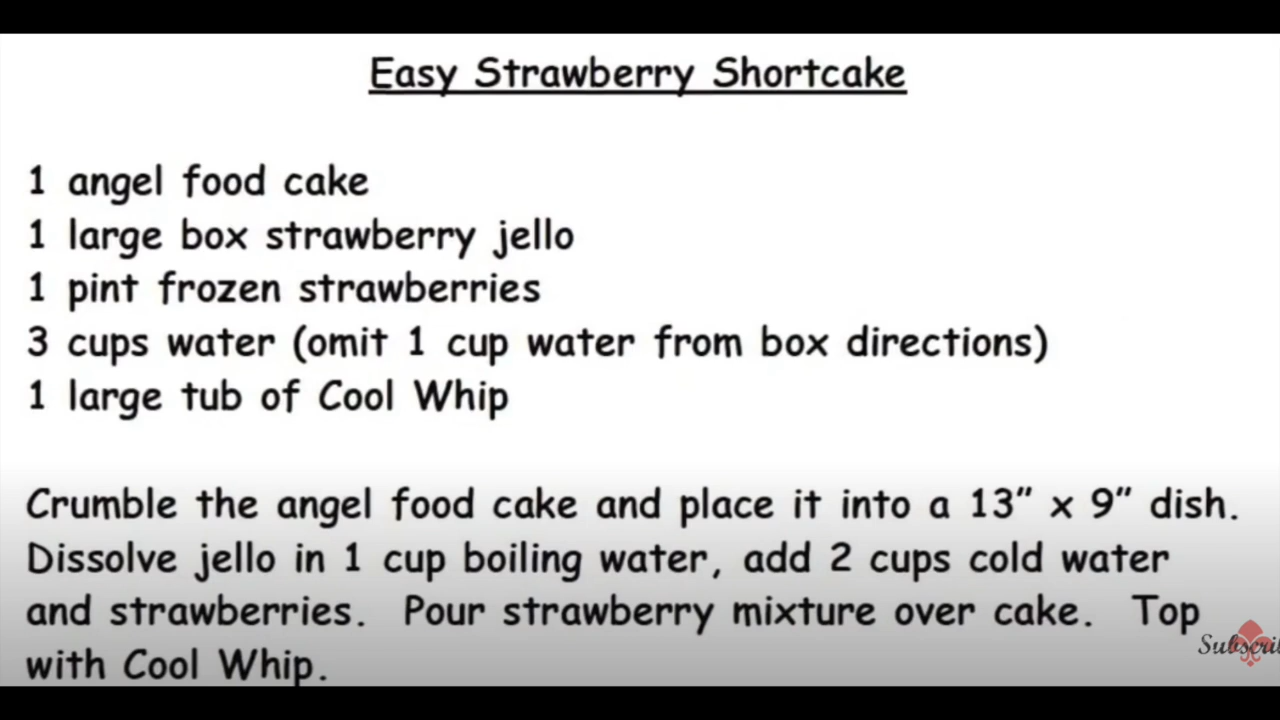 Easy Strawberry Shortcake
1 angel food cake
1 large box strawberry jello
1 pint frozen strawberries
3 cups water (omit 1 cup water from box directions)
1 large tub of Cool Whip
Crumble the angel food cake and place it into a 13" x 9" dish.
Dissolve jello in 1 cup boiling water, add 2 cups cold water
and strawberries. Pour strawberry mixture over cake. Top
with Cool Whip.